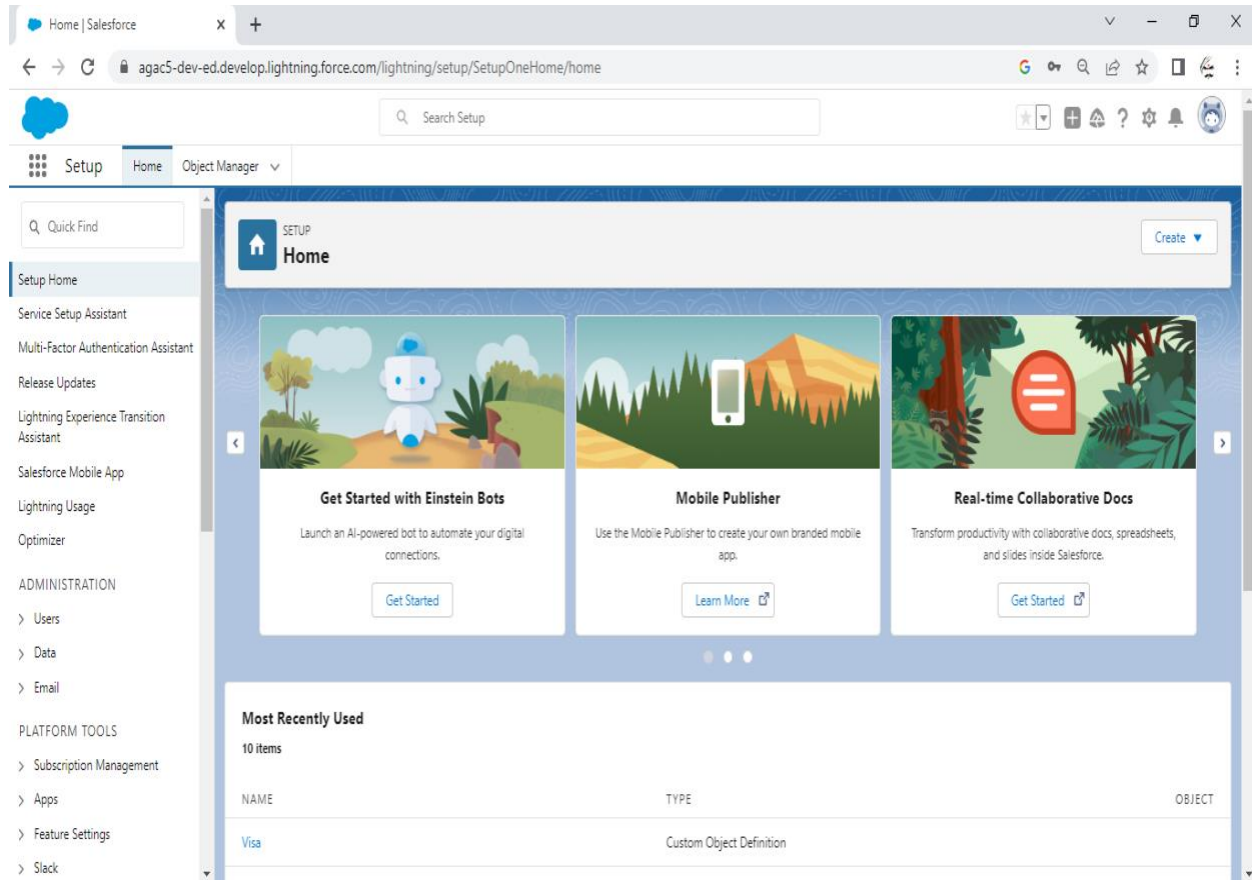 Home | Salesforce
agac5-dev-ed.develop.lightning.force.com/lightning/setup/SetupOneHome/home
Search Setup
Setup
Home
Object Manager
Quick Find
Setup Home
Service Setup Assistant
Multi-Factor Authentication Assistant
Release Updates
Lightning Experience Transition
Assistant
Salesforce Mobile App
Lightning Usage
Optimizer
ADMINISTRATION
Users
Data
Email
PLATFORM TOOLS
Subscription Management
Apps
Feature Settings
Slack
SETUP
Home
Create
Get Started with Einstein Bots
Launch an AI-powered bot to automate your digital
connections.
Get Started
Mobile Publisher
Use the Mobile Publisher to create your own branded mobile
app.
Learn More
Real-time Collaborative Docs
Transform productivity with collaborative docs, spreadsheets,
and slides inside Salesforce.
Get Started
Most Recently Used
10 items
NAME TYPE OBJECT
Visa Custom Object Definition